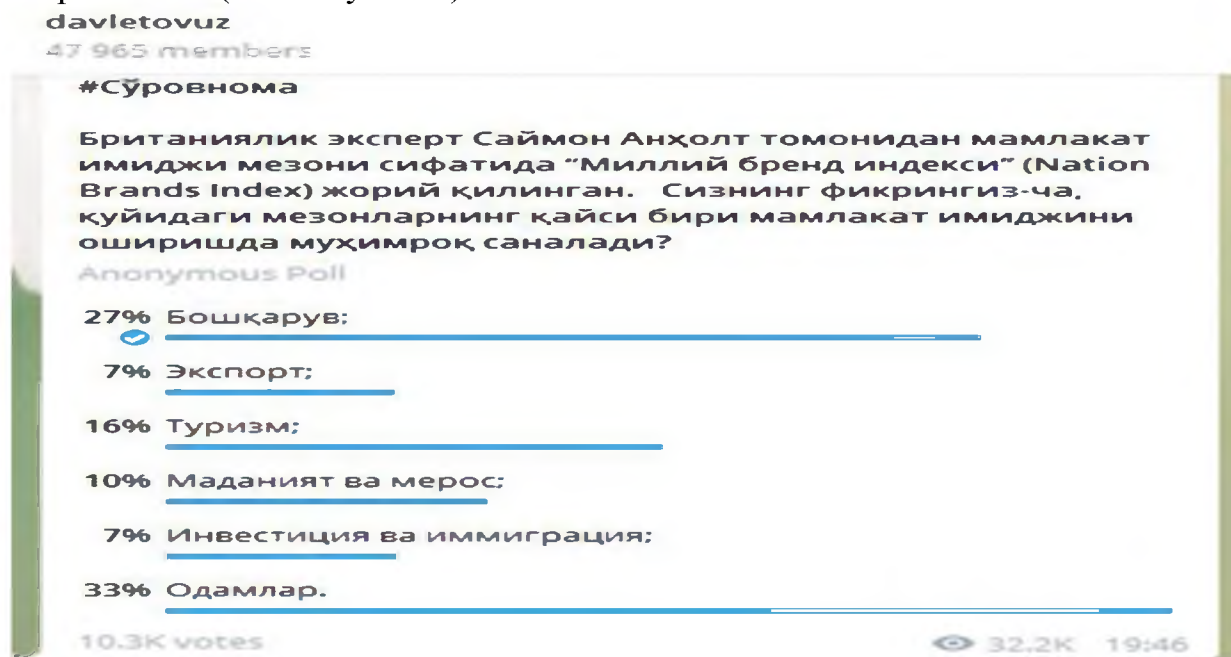 davletovuz
47 965 members
#Сўровнома
Британиялик эксперт Саймон Анҳолт томонидан мамлакат
имиджи мезони сифатида “Миллий бренд индекси” (Nation
Brands Index) жорий қилинган. Сизнинг фикрингиз-ча,
қуйидаги мезонларнинг қайси бири мамлакат имиджини
оширишда муҳимроқ саналади?
Anonymous Poll
27% Бошқарув;
7% Экспорт;
16% Туризм;
10% Маданият ва мерос;
7% Инвестиция ва иммиграция;
33% Одамлар.
10.3K votes 32.2K 19:46